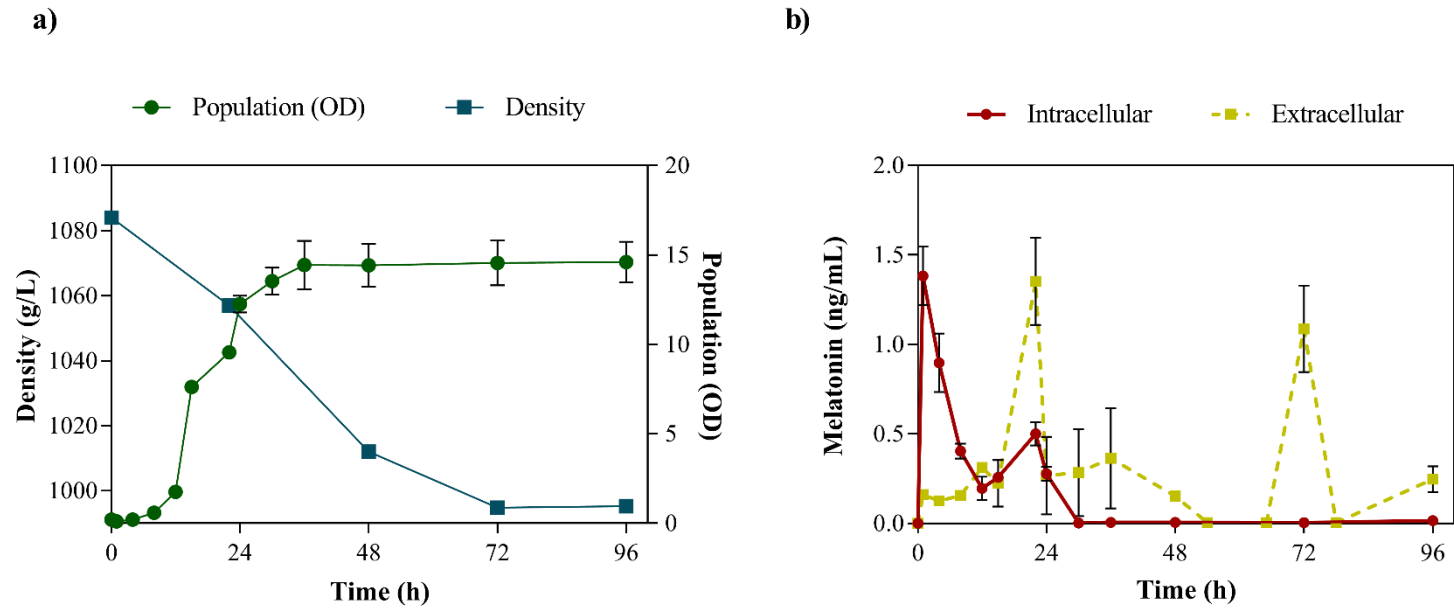 a)
Population (OD)
Density
1100
1080
1060
1040
1020
1000
Density (g/L)
20
15
10
5
0
Population (OD)
0
24
48
72
96
Time (h)
b)
Intracellular
Extracellular
2.0
1.5
1.0
0.5
0.0
Melatonin (ng/mL)
0
24
48
72
96
Time (h)